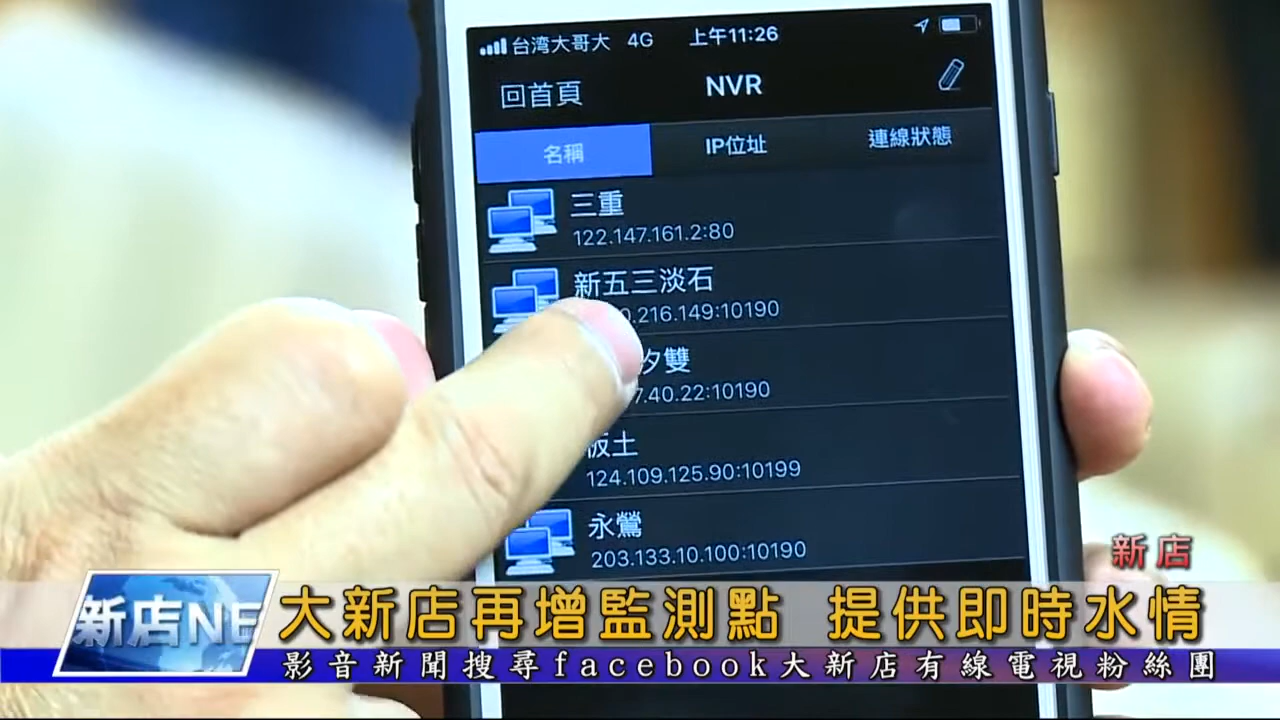 台湾大哥大 4G 上午11:26
回首頁 NVR
名稱 IP位址 連線狀態
三重
122.147.161.2:80
新五三淡石
0.216.149:10190
汐雙
7.40.22:10190
板土
124.109.125.90:10199
永鶯
203.133.10.100:10190
新店
新店NE
大新店再增監測點 提供即時水情
影音新聞搜尋facebook大新店有線電視粉絲團